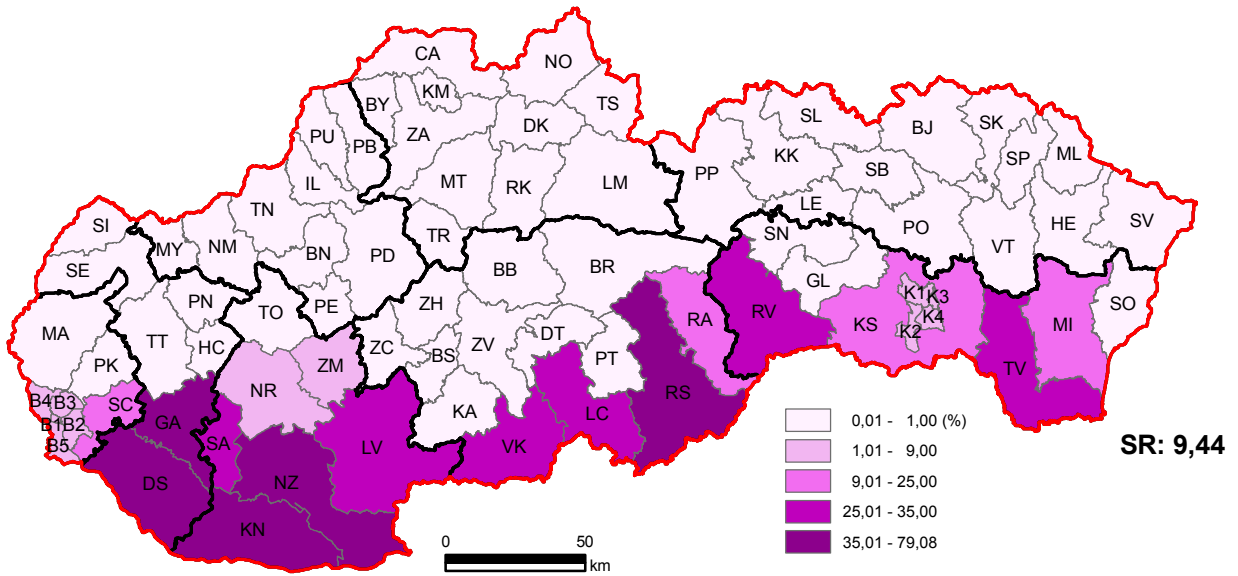 CA
NO
KM
BY
TS
PU
PB
ZA
DK
SL
BJ
SK
SP
ML
KK
SB
IL
MT
RK
LM
PP
LE
TN
SI
MY
NM
BN
PD
TR
SN
PO
VT
HE
SV
SE
BB
BR
GL
PN
TO
PE
ZH
MA
TT
HC
ZC
BS
ZV
DT
PT
RA
RV
KS
K1
K3
K4
K2
MI
SO
PK
ZM
NR
KA
TV
B4
B3
SC
B1
B2
B5
GA
SA
LV
VK
LC
RS
DS
NZ
KN
0,01 - 1,00 (%)
1,01 - 9,00
9,01 - 25,00
25,01 - 35,00
35,01 - 79,08
SR: 9,44
0 50
km